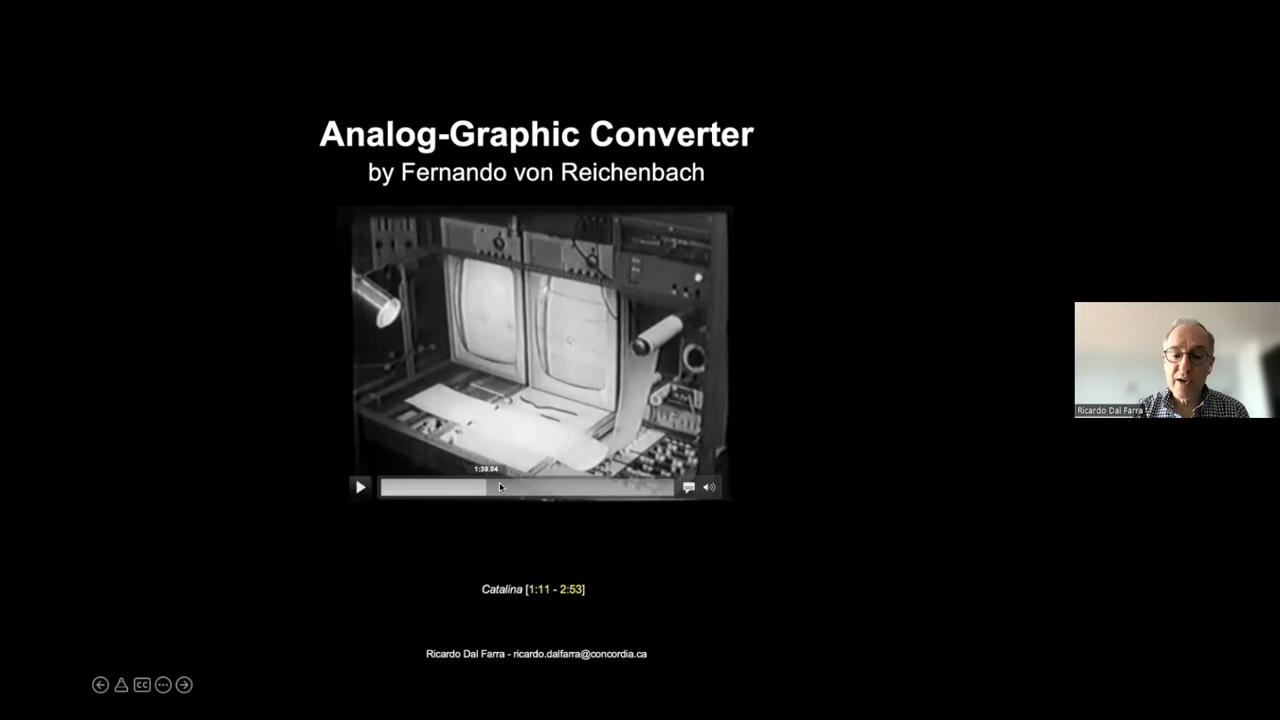 Analog-Graphic Converter
by Fernando von Reichenbach
1:39.04
Ricardo Dal Farra
Catalina [1:11 - 2:53]
Ricardo Dal Farra - ricardo.dalfarra@concordia.ca
CC